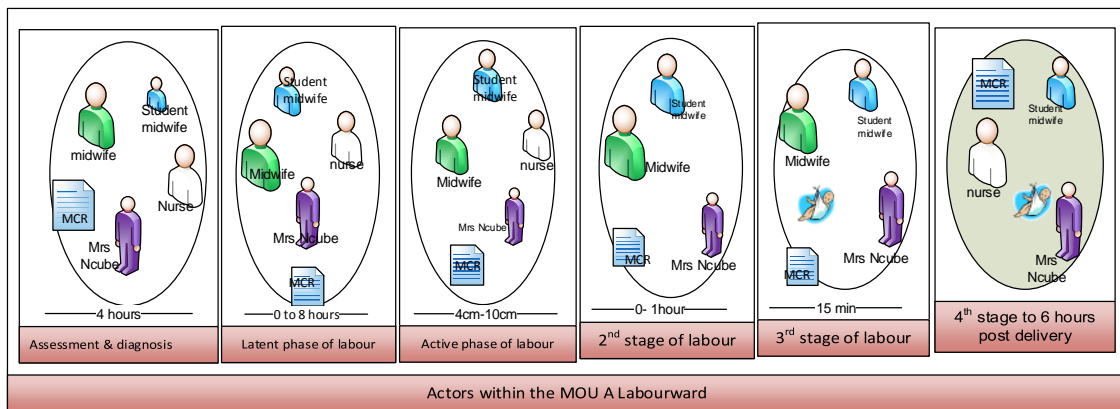 Student
midwife
midwife
Nurse
MCR
Mrs
Ncube
4 hours
Assessment & diagnosis
Student
midwife
Midwife
nurse
Mrs Ncube
MCR
0 to 8 hours
Latent phase of labour
Student
midwife
Midwife
nurse
Mrs Ncube
MCR
4cm-10cm
Active phase of labour
Student
midwife
Midwife
MCR
Mrs Ncube
0- 1hour
2nd stage of labour
Student
midwife
Midwife
MCR
Mrs Ncube
15 min
3rd stage of labour
MCR
Student
midwife
nurse
Mrs
Ncube
4th stage to 6 hours
post delivery
Actors within the MOU A Labourward